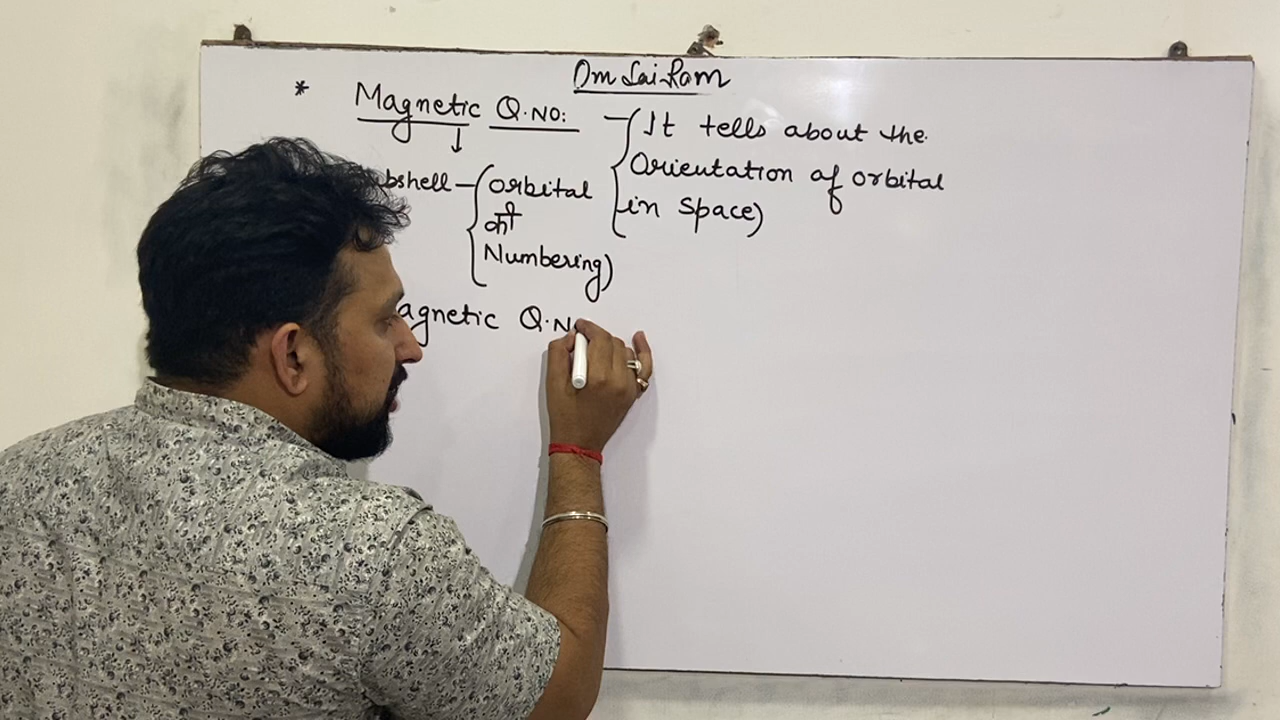 Om Sai Ram
* Magnetic Q.NO:
It tells about the
Orientation of orbital
in Space)
↓
bshell – (orbital
की
Numbering)
agnetic Q.N